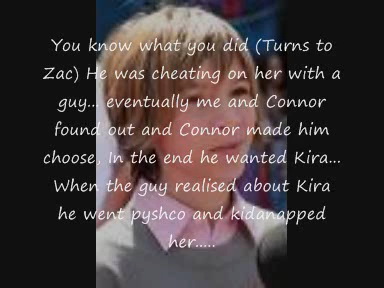 You know what you did (Turns to
Zac) He was cheating on her with a
guy... eventually me and Connor
found out and Connor made him
choose, In the end he wanted Kira...
When the guy realised about Kira
he went pyshco and kidanapped
her.....